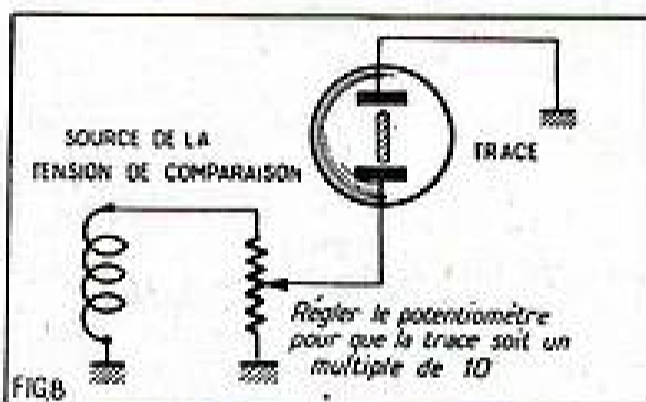 SOURCE DE LA
TENSION DE COMPARAISON
TRACE
Régler le potentiomètre
pour que la trace soit un
multiple de 10
FIG.8